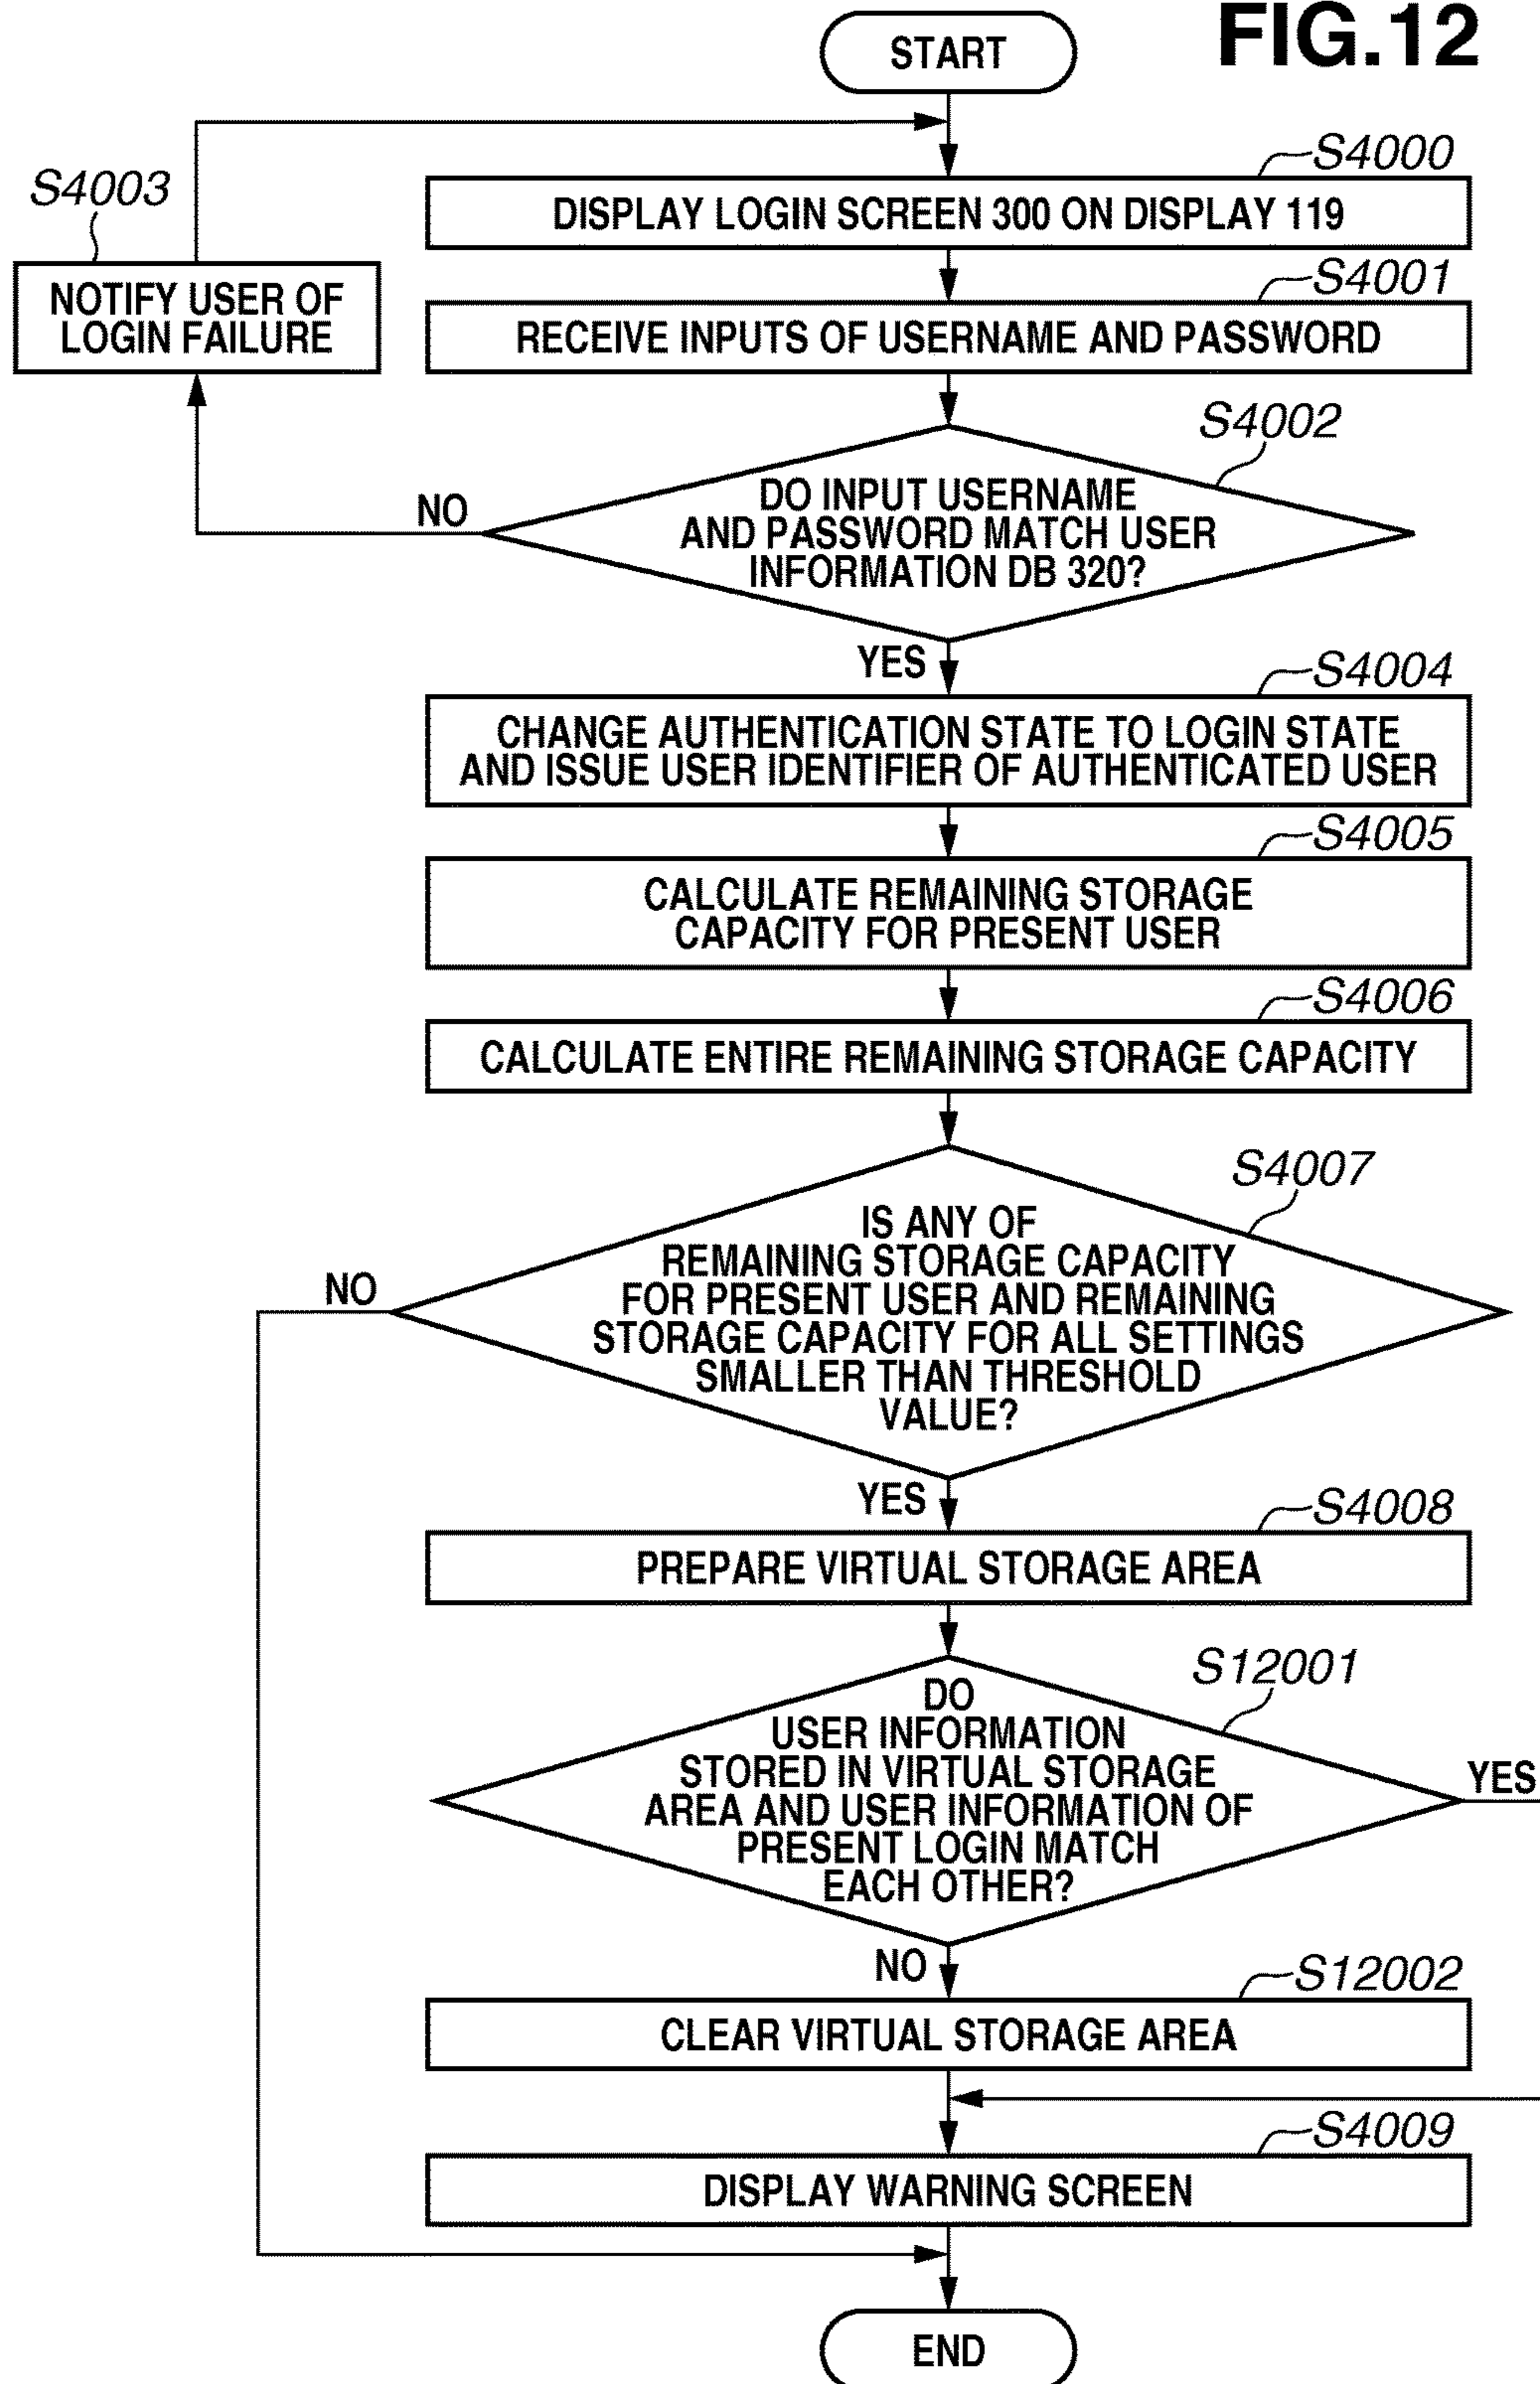 FIG.12
START
S4000
DISPLAY LOGIN SCREEN 300 ON DISPLAY 119
S4003
NOTIFY USER OF
LOGIN FAILURE
S4001
RECEIVE INPUTS OF USERNAME AND PASSWORD
S4002
DO INPUT USERNAME
AND PASSWORD MATCH USER
INFORMATION DB 320?
NO
YES
S4004
CHANGE AUTHENTICATION STATE TO LOGIN STATE
AND ISSUE USER IDENTIFIER OF AUTHENTICATED USER
S4005
CALCULATE REMAINING STORAGE
CAPACITY FOR PRESENT USER
S4006
CALCULATE ENTIRE REMAINING STORAGE CAPACITY
S4007
IS ANY OF
REMAINING STORAGE CAPACITY
FOR PRESENT USER AND REMAINING
STORAGE CAPACITY FOR ALL SETTINGS
SMALLER THAN THRESHOLD
VALUE?
NO
YES
S4008
PREPARE VIRTUAL STORAGE AREA
S12001
DO
USER INFORMATION
STORED IN VIRTUAL STORAGE
AREA AND USER INFORMATION OF
PRESENT LOGIN MATCH
EACH OTHER?
YES
NO
S12002
CLEAR VIRTUAL STORAGE AREA
S4009
DISPLAY WARNING SCREEN
END